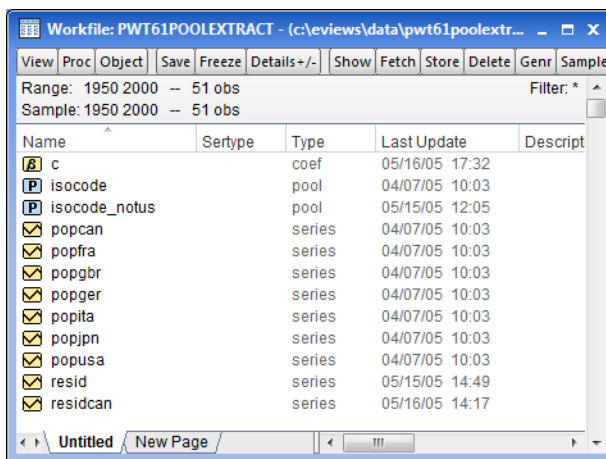 Workfile: PWT61POOLEXTRACT - (c:\eviews\data\pwt61poolextr...
View Proc Object Save Freeze Details+/- Show Fetch Store Delete Genr Sample
Range: 1950 2000 -- 51 obs Filter: *
Sample: 1950 2000 -- 51 obs
Name Sertype Type Last Update Descript
β c coef 05/16/05 17:32
P isocode pool 04/07/05 10:03
P isocode_notus pool 05/15/05 12:05
popcan series 04/07/05 10:03
popfra series 04/07/05 10:03
popgbr series 04/07/05 10:03
popger series 04/07/05 10:03
popita series 04/07/05 10:03
popjpn series 04/07/05 10:03
popusa series 04/07/05 10:03
resid series 05/15/05 14:49
residcan series 05/16/05 14:17
Untitled New Page